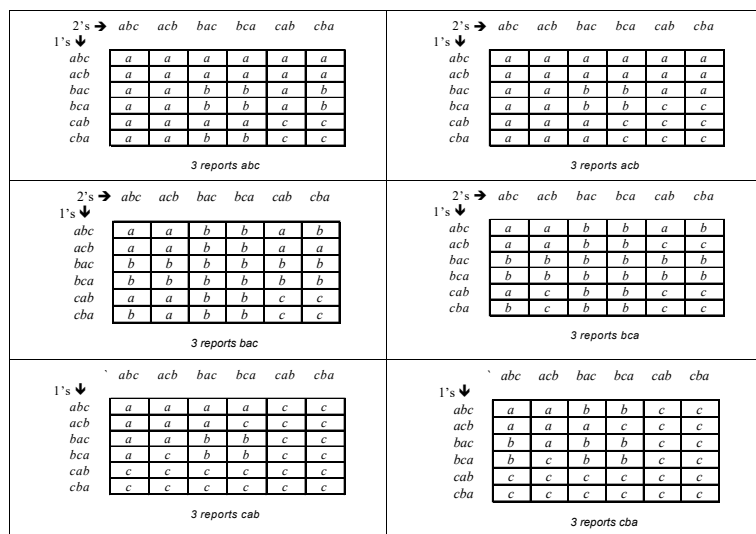 2's ➔ abc acb bac bca cab cba
1's 🡻
abc a a a a a a
acb a a a a a a
bac a a b b a b
bca a a b b a b
cab a a a a c c
cba a a b b c c
3 reports abc
2's ➔ abc acb bac bca cab cba
1's 🡻
abc a a a a a a
acb a a a a a a
bac a a b b a a
bca a a b b c c
cab a a a c c c
cba a a a c c c
3 reports acb
2's ➔ abc acb bac bca cab cba
1's 🡻
abc a a b b a b
acb a a b b a a
bac b b b b b b
bca b b b b b b
cab a a b b c c
cba b a b b c c
3 reports bac
2's ➔ abc acb bac bca cab cba
1's 🡻
abc a a b b a b
acb a a b b c c
bac b b b b b b
bca b b b b b b
cab a c b b c c
cba b c b b c c
3 reports bca
` abc acb bac bca cab cba
1's 🡻
abc a a a a c c
acb a a a c c c
bac a a b b c c
bca a c b b c c
cab c c c c c c
cba c c c c c c
3 reports cab
` abc acb bac bca cab cba
1's 🡻
abc a a b b c c
acb a a a c c c
bac b a b b c c
bca b c b b c c
cab c c c c c c
cba c c c c c c
3 reports cba